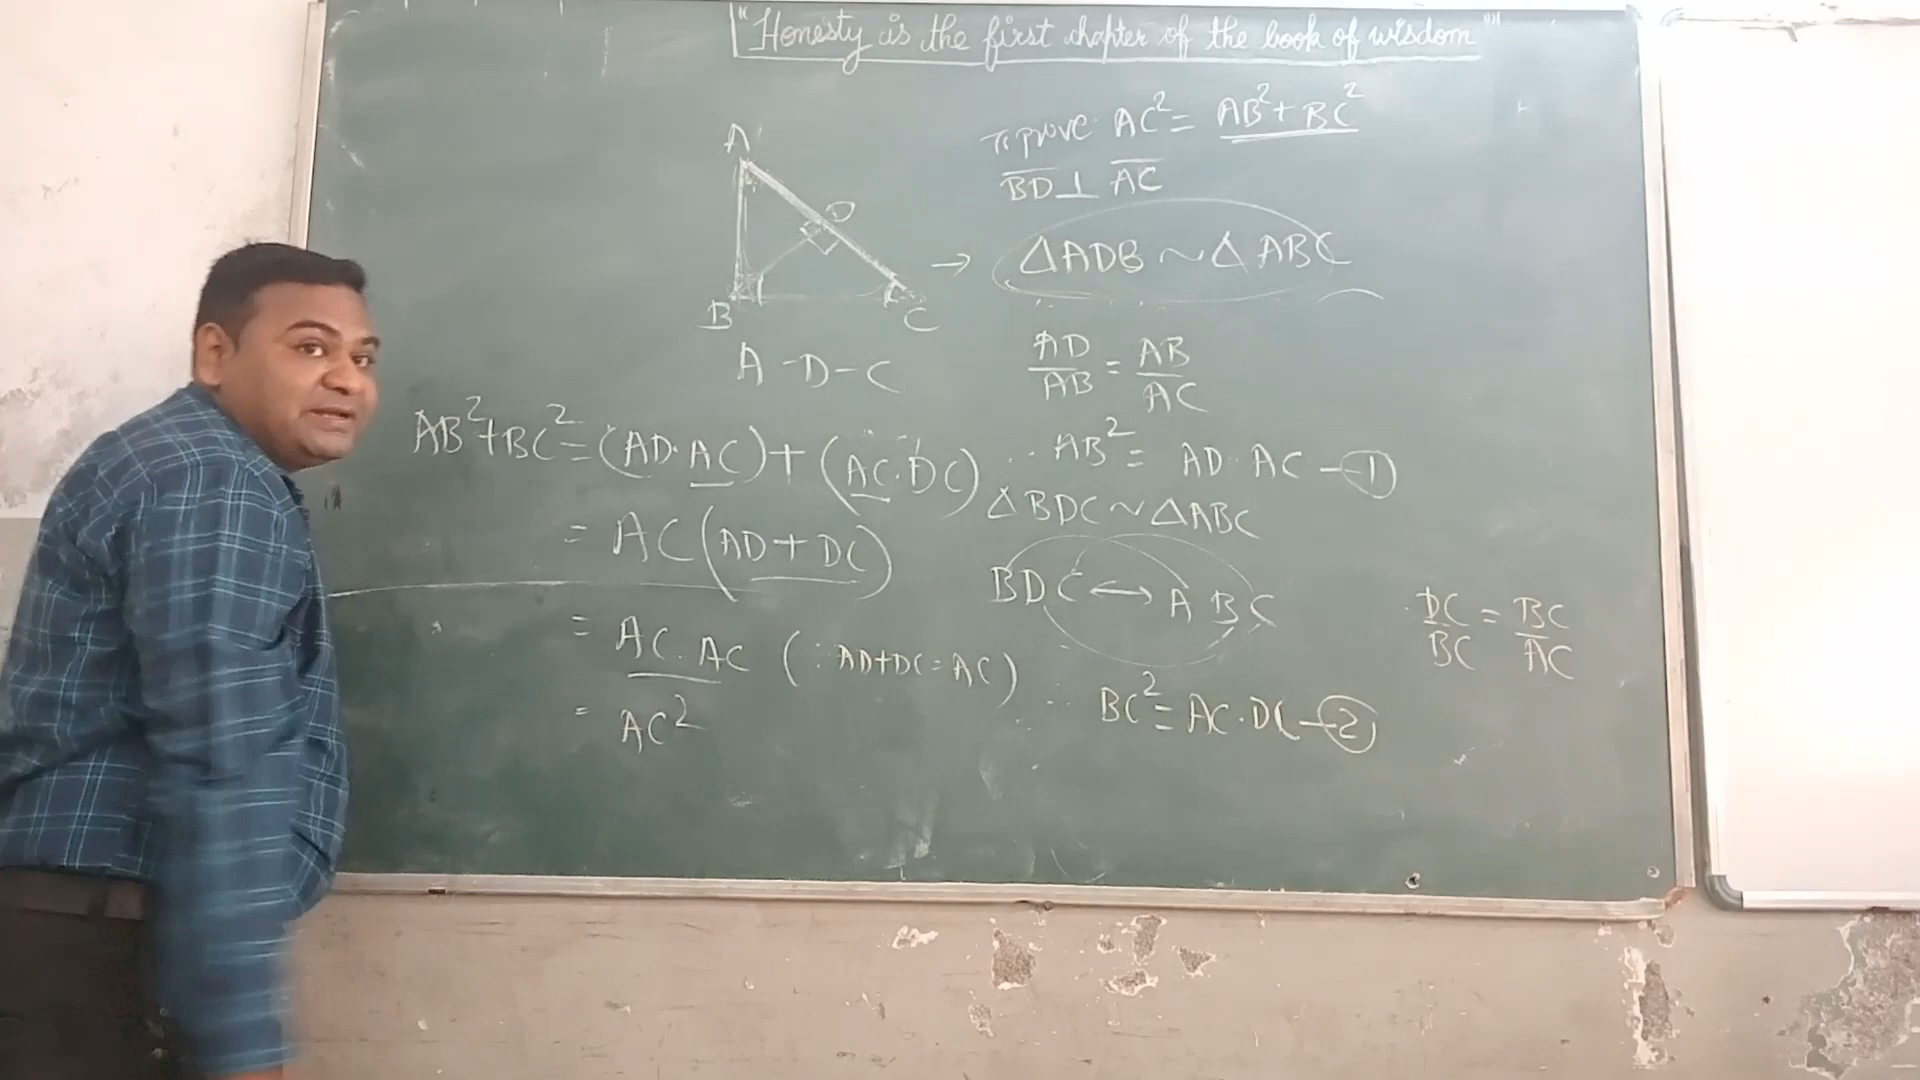 "Honesty is the first chapter of the book of wisdom"
To prove AC² = AB² + BC²
BD ⊥ AC
A
D
B
C
→ △ADB ~ △ABC
A-D-C
AD/AB = AB/AC
∴ AB² = AD·AC —①
△BDC ~ △ABC
BDC ↔ ABC
DC/BC = BC/AC
∴ BC² = AC·DC —②
AB²+BC² = (AD·AC) + (AC·DC)
= AC(AD+DC)
= AC.AC (∵ AD+DC=AC)
= AC²